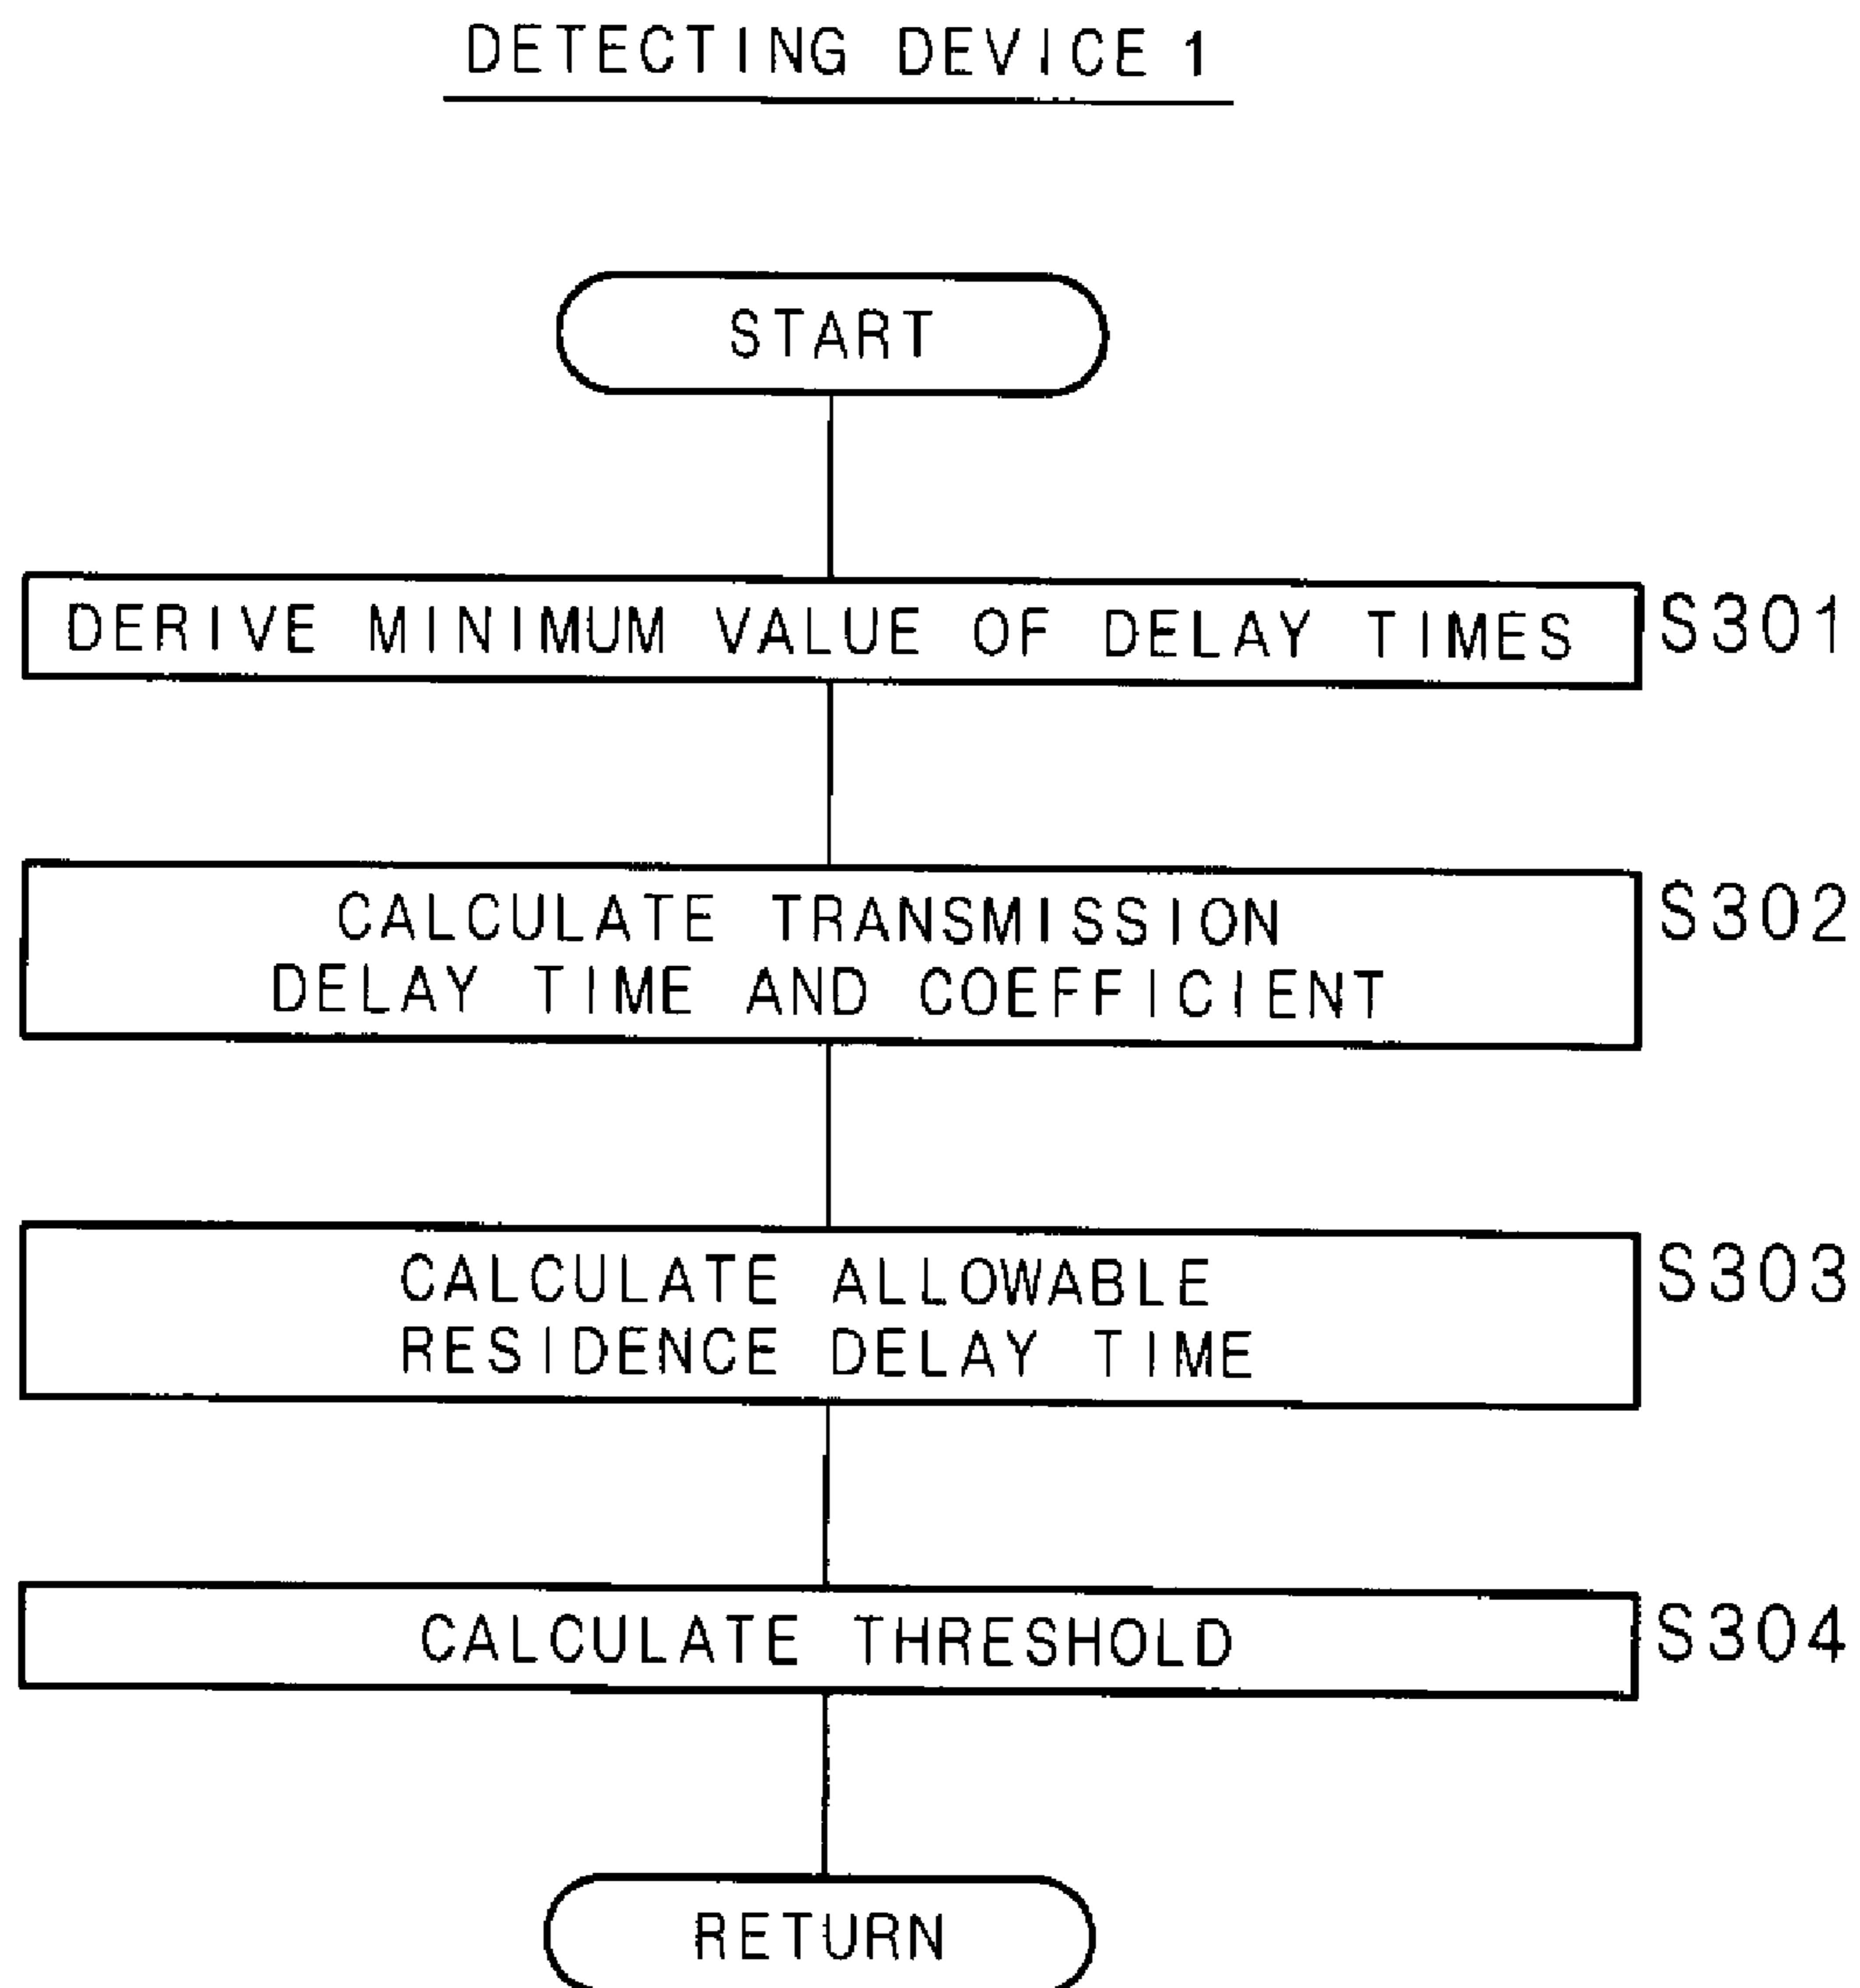 DETECTING DEVICE 1
START
DERIVE MINIMUM VALUE OF DELAY TIMES
S301
CALCULATE TRANSMISSION
DELAY TIME AND COEFFICIENT
S302
CALCULATE ALLOWABLE
RESIDENCE DELAY TIME
S303
CALCULATE THRESHOLD
S304
RETURN